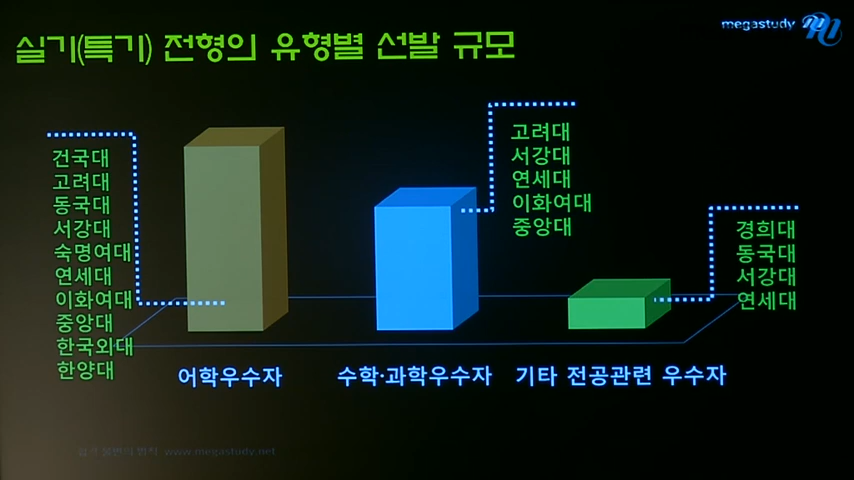 megastudy
실기(특기) 전형의 유형별 선발 규모
건국대
고려대
동국대
서강대
숙명여대
연세대
이화여대
중앙대
한국외대
한양대
고려대
서강대
연세대
이화여대
중앙대
경희대
동국대
서강대
연세대
어학우수자
수학·과학우수자
기타 전공관련 우수자
www.megastudy.net